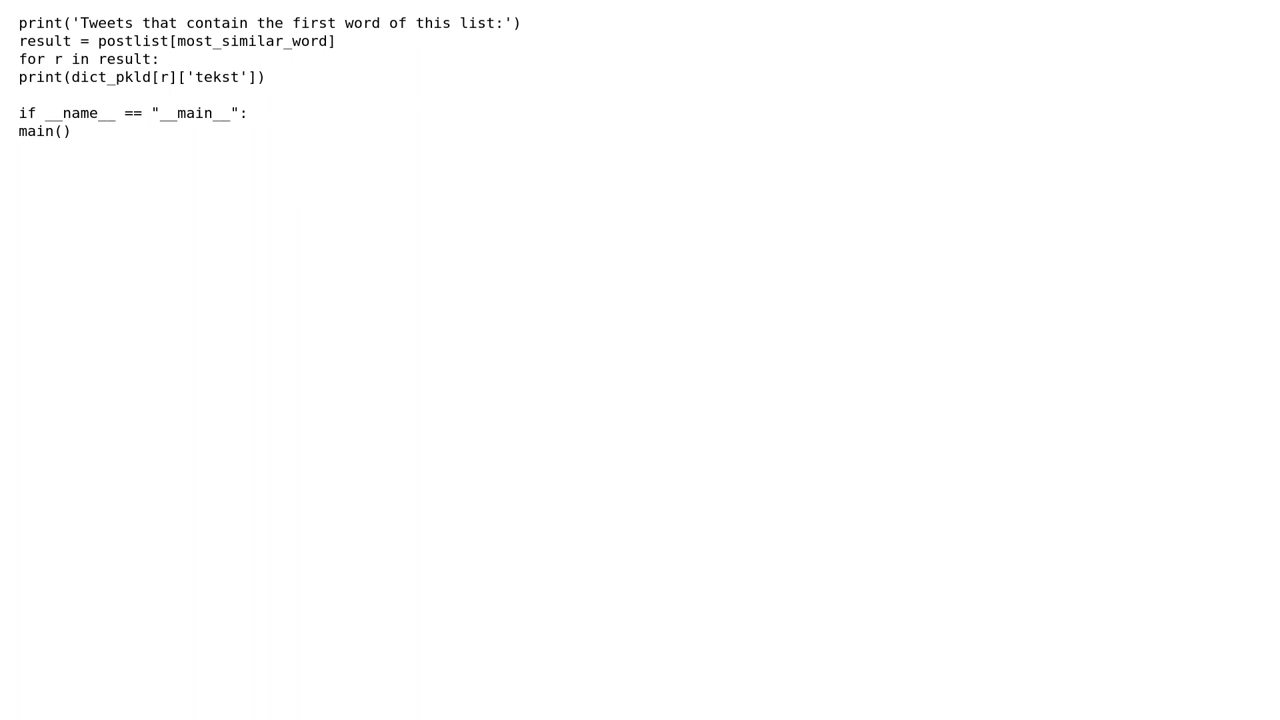 print('Tweets that contain the first word of this list:')
result = postlist[most_similar_word]
for r in result:
print(dict_pkld[r]['tekst'])

if __name__ == "__main__":
main()